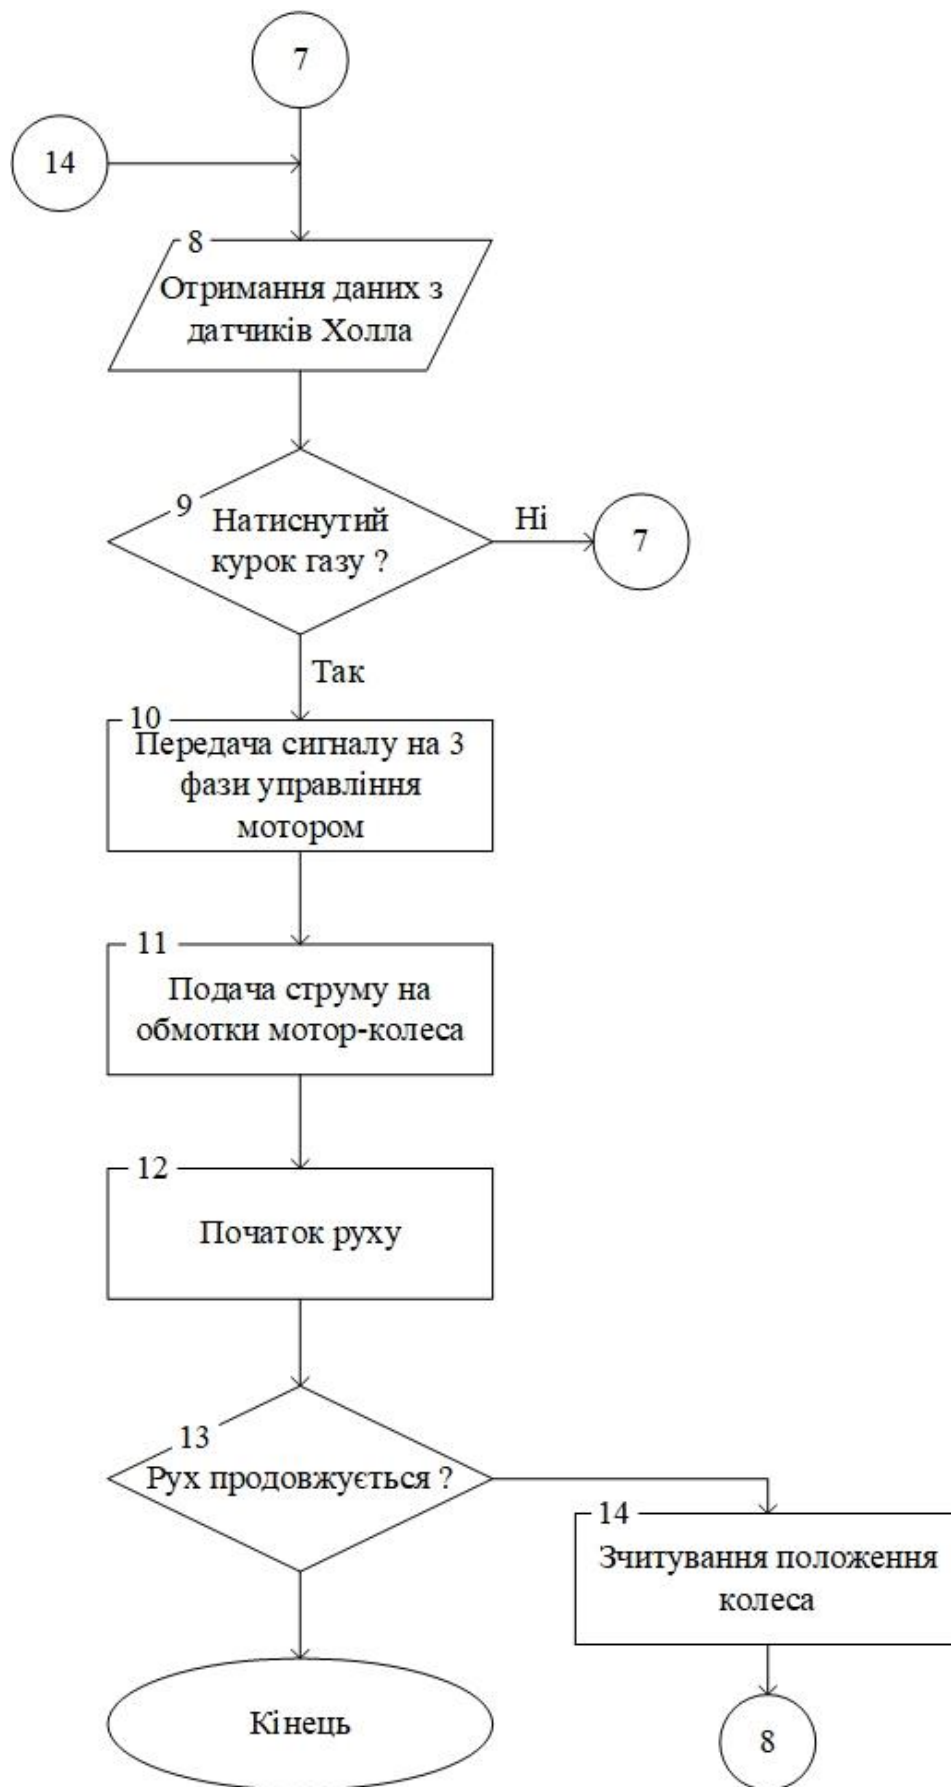 7
14
8
Отримання даних з
датчиків Холла
9
Натиснутий
курок газу ?
Ні
7
Так
10
Передача сигналу на 3
фази управління
мотором
11
Подача струму на
обмотки мотор-колеса
12
Початок руху
13
Рух продовжується ?
14
Зчитування положення
колеса
Кінець
8